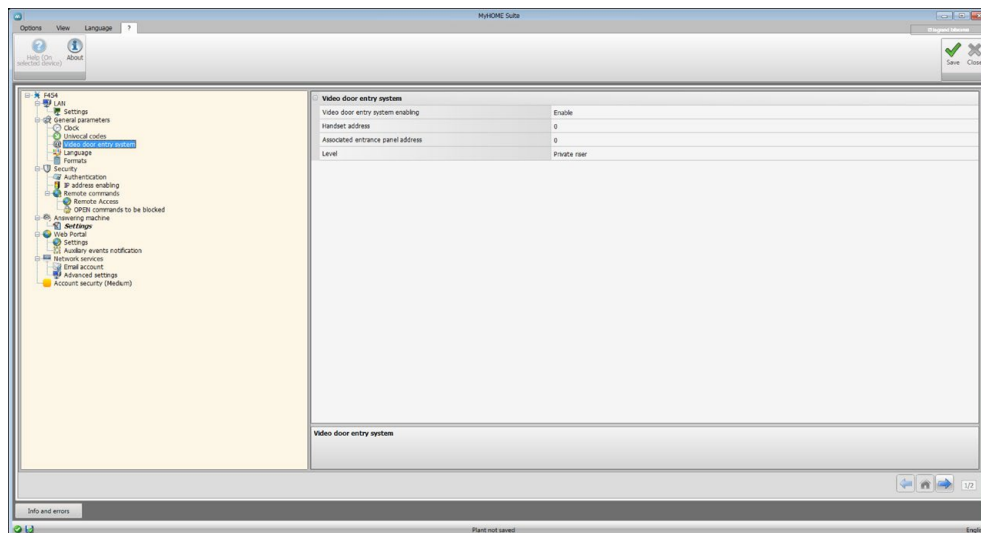 MyHOME Suite
Options View Language ?
Help (On selected device)
About
Save Close
F454
LAN
Settings
General parameters
Clock
Univocal codes
Video door entry system
Language
Formats
Security
Authentication
IP address enabling
Remote commands
Remote Access
OPEN commands to be blocked
Answering machine
Settings
Web Portal
Settings
Auxiliary events notification
Network services
Email account
Advanced settings
Account security (Medium)
Video door entry system
Video door entry system enabling Enable
Handset address 0
Associated entrance panel address 0
Level Private riser
Video door entry system
1/2
Info and errors
Plant not saved
Englis